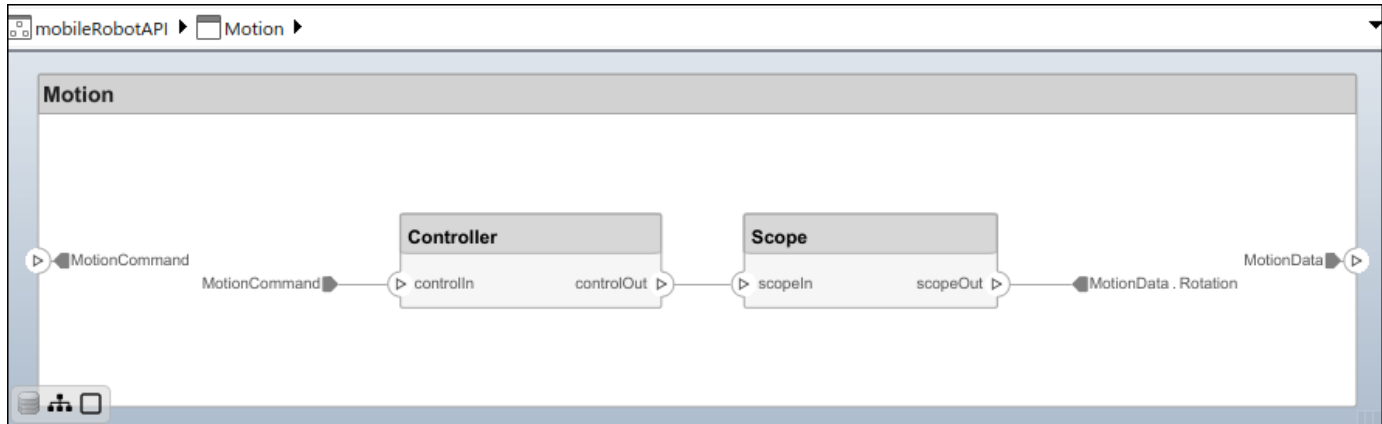 mobileRobotAPI Motion
Motion
Controller Scope
MotionCommand MotionData
MotionCommand controlIn controlOut scopeIn scopeOut MotionData . Rotation